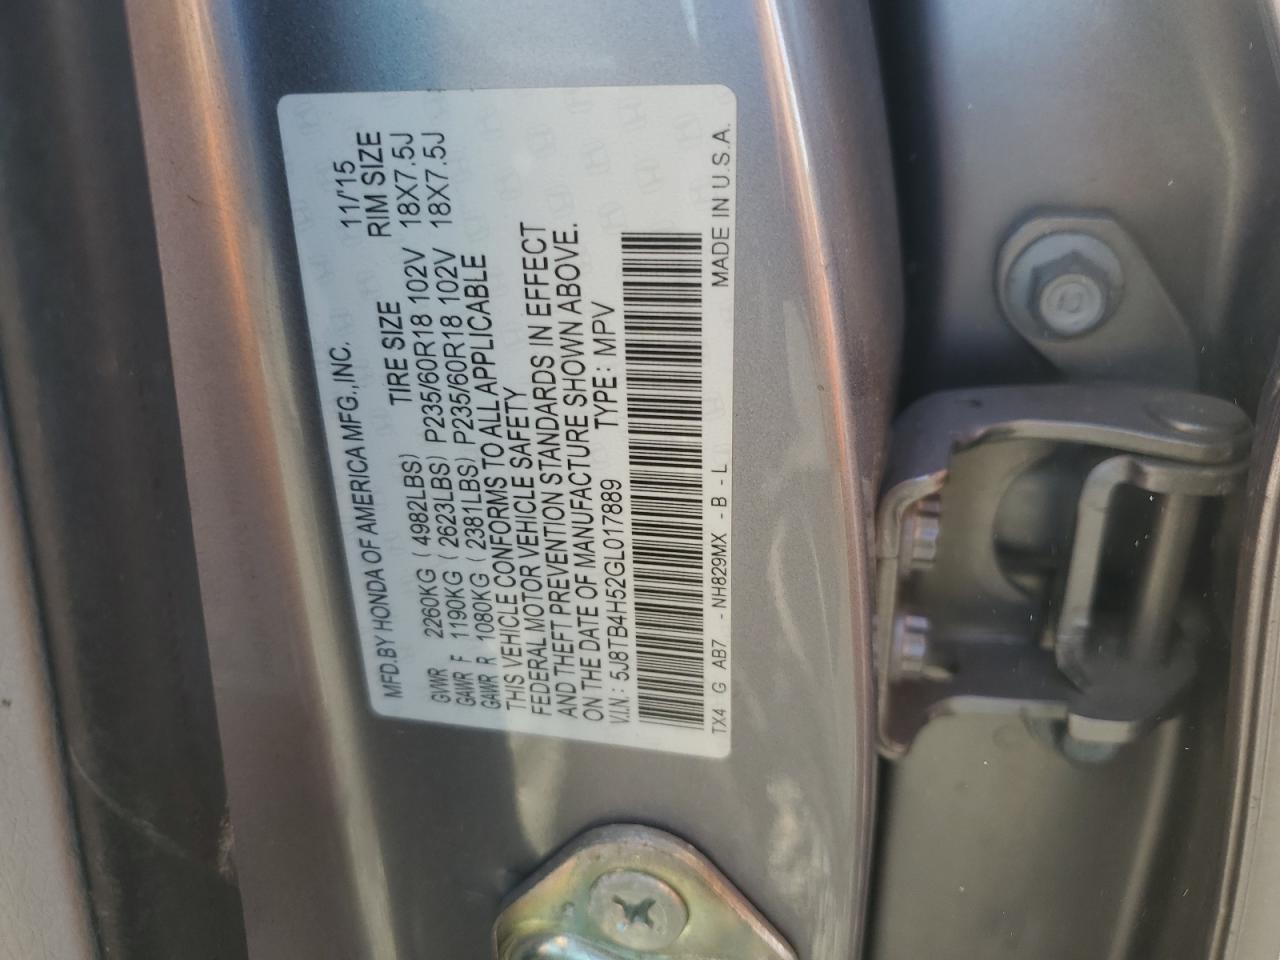 MFD.BY HONDA OF AMERICA MFG.,INC. 11/'15
GVWR 2260KG ( 4982LBS) TIRE SIZE RIM SIZE
GAWR F 1190KG ( 2623LBS) P235/60R18 102V 18X7.5J
GAWR R 1080KG ( 2381LBS) P235/60R18 102V 18X7.5J
THIS VEHICLE CONFORMS TO ALL APPLICABLE
FEDERAL MOTOR VEHICLE SAFETY
AND THEFT PREVENTION STANDARDS IN EFFECT
ON THE DATE OF MANUFACTURE SHOWN ABOVE.
V.I.N.: 5J8TB4H52GL017889 TYPE : MPV
TX4 G AB7 -NH829MX -B - L MADE IN U.S.A.